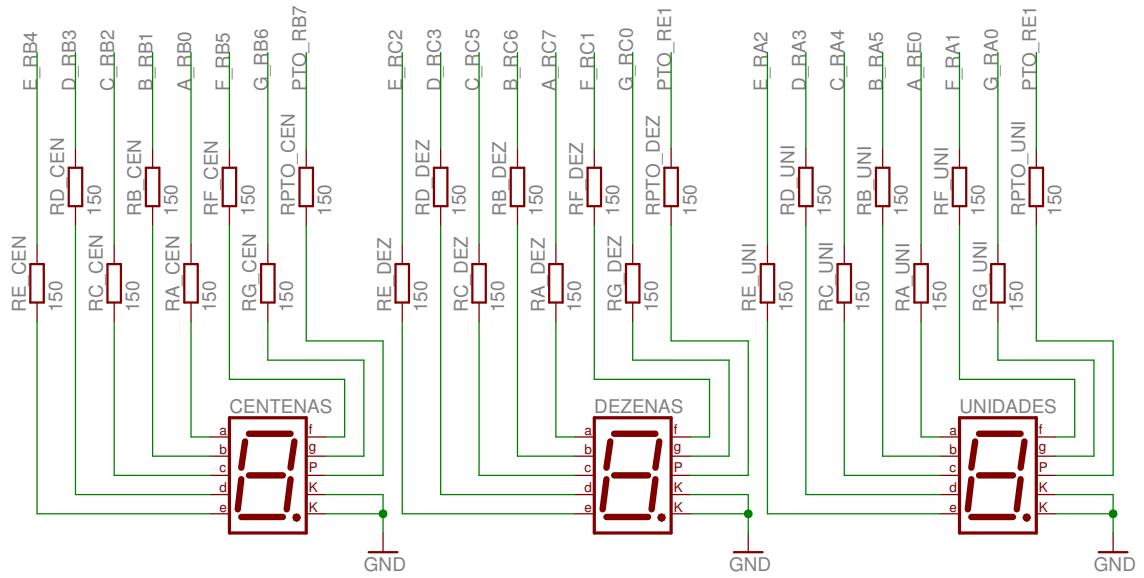 E_RB4
D_RB3
C_RB2
B_RB1
A_RB0
F_RB5
G_RB6
PTO_RB7
E_RC2
D_RC3
C_RC5
B_RC6
A_RC7
F_RC1
G_RC0
PTO_RE1
E_RA2
D_RA3
C_RA4
B_RA5
A_RE0
F_RA1
G_RA0
PTO_RE1
RD_CEN
150
RB_CEN
150
RF_CEN
150
RPTO_CEN
150
RD_DEZ
150
RB_DEZ
150
RF_DEZ
150
RPTO_DEZ
150
RD_UNI
150
RB_UNI
150
RF_UNI
150
RPTO_UNI
150
RE_CEN
150
RC_CEN
150
RA_CEN
150
RG_CEN
150
RE_DEZ
150
RC_DEZ
150
RA_DEZ
150
RG_DEZ
150
RE_UNI
150
RC_UNI
150
RA_UNI
150
RG_UNI
150
CENTENAS
a f
b g
c P
d K
e K
GND
DEZENAS
a f
b g
c P
d K
e K
GND
UNIDADES
a f
b g
c P
d K
e K
GND